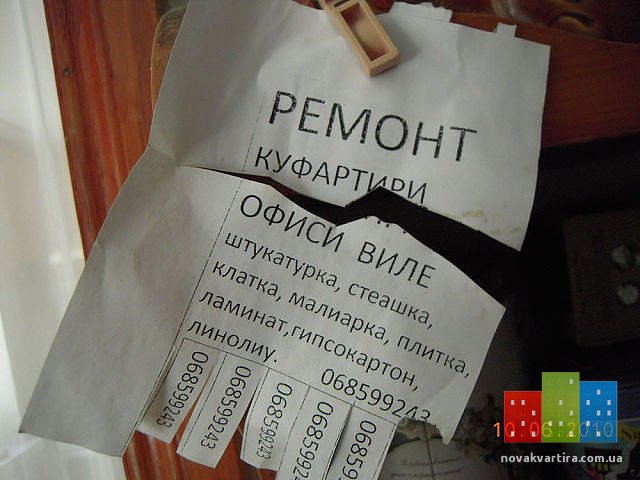 РЕМОНТ
КУФАРТИРИ
ОФИСИ ВИЛЕ
штукатурка, стеашка,
клатка, малиарка, плитка,
ламинат,гипсокартон,
линолиу.
068599243
068599243
068599243
068599243
068599243
10.06.2010
novakvartira.com.ua